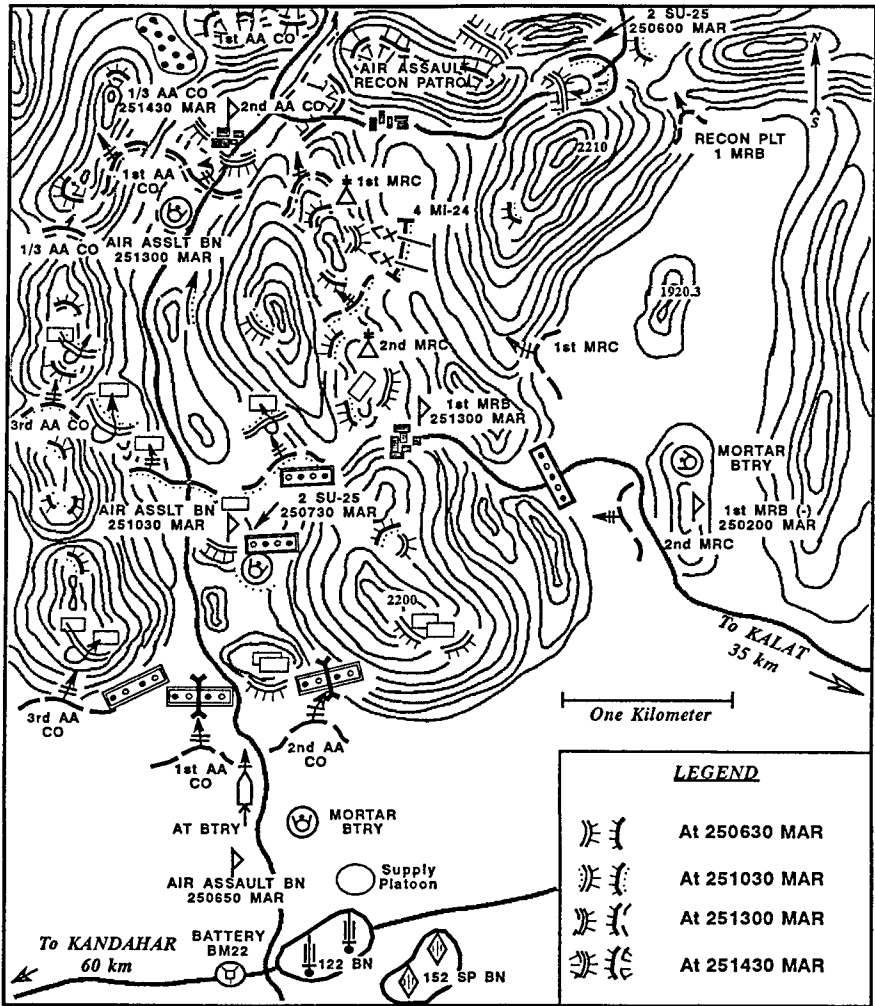 1st AA CO
2 SU-25
250600 MAR
N
S
AIR ASSAULT
RECON PATROL
1/3 AA CO
251430 MAR
2nd AA CO
2210
RECON PLT
1 MRB
1st AA
CO
1st MRC
4 MI-24
1/3 AA CO
AIR ASSLT BN
251300 MAR
1920.3
2nd MRC
1st MRC
3rd AA CO
1st MRB
251300 MAR
MORTAR
BTRY
AIR ASSLT BN
251030 MAR
2 SU-25
250730 MAR
1st MRB (-)
250200 MAR
2nd MRC
2200
To KALAT
35 km
One Kilometer
3rd AA
CO
1st AA
CO
2nd AA
CO
AT BTRY
MORTAR
BTRY
AIR ASSAULT BN
250650 MAR
Supply
Platoon
To KANDAHAR
60 km
BATTERY
BM22
122 BN
152 SP BN
LEGEND
At 250630 MAR
At 251030 MAR
At 251300 MAR
At 251430 MAR